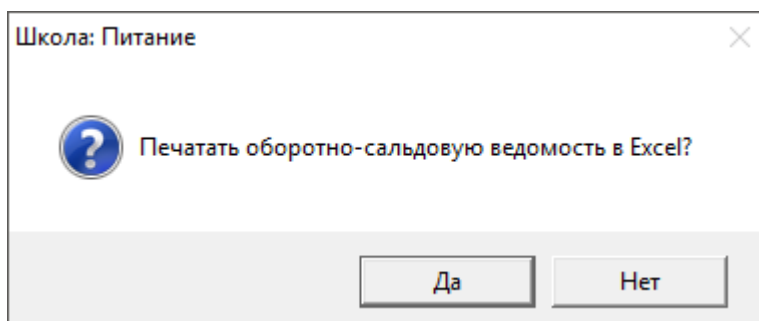 Школа: Питание
Печатать оборотно-сальдовую ведомость в Excel?
Да
Нет